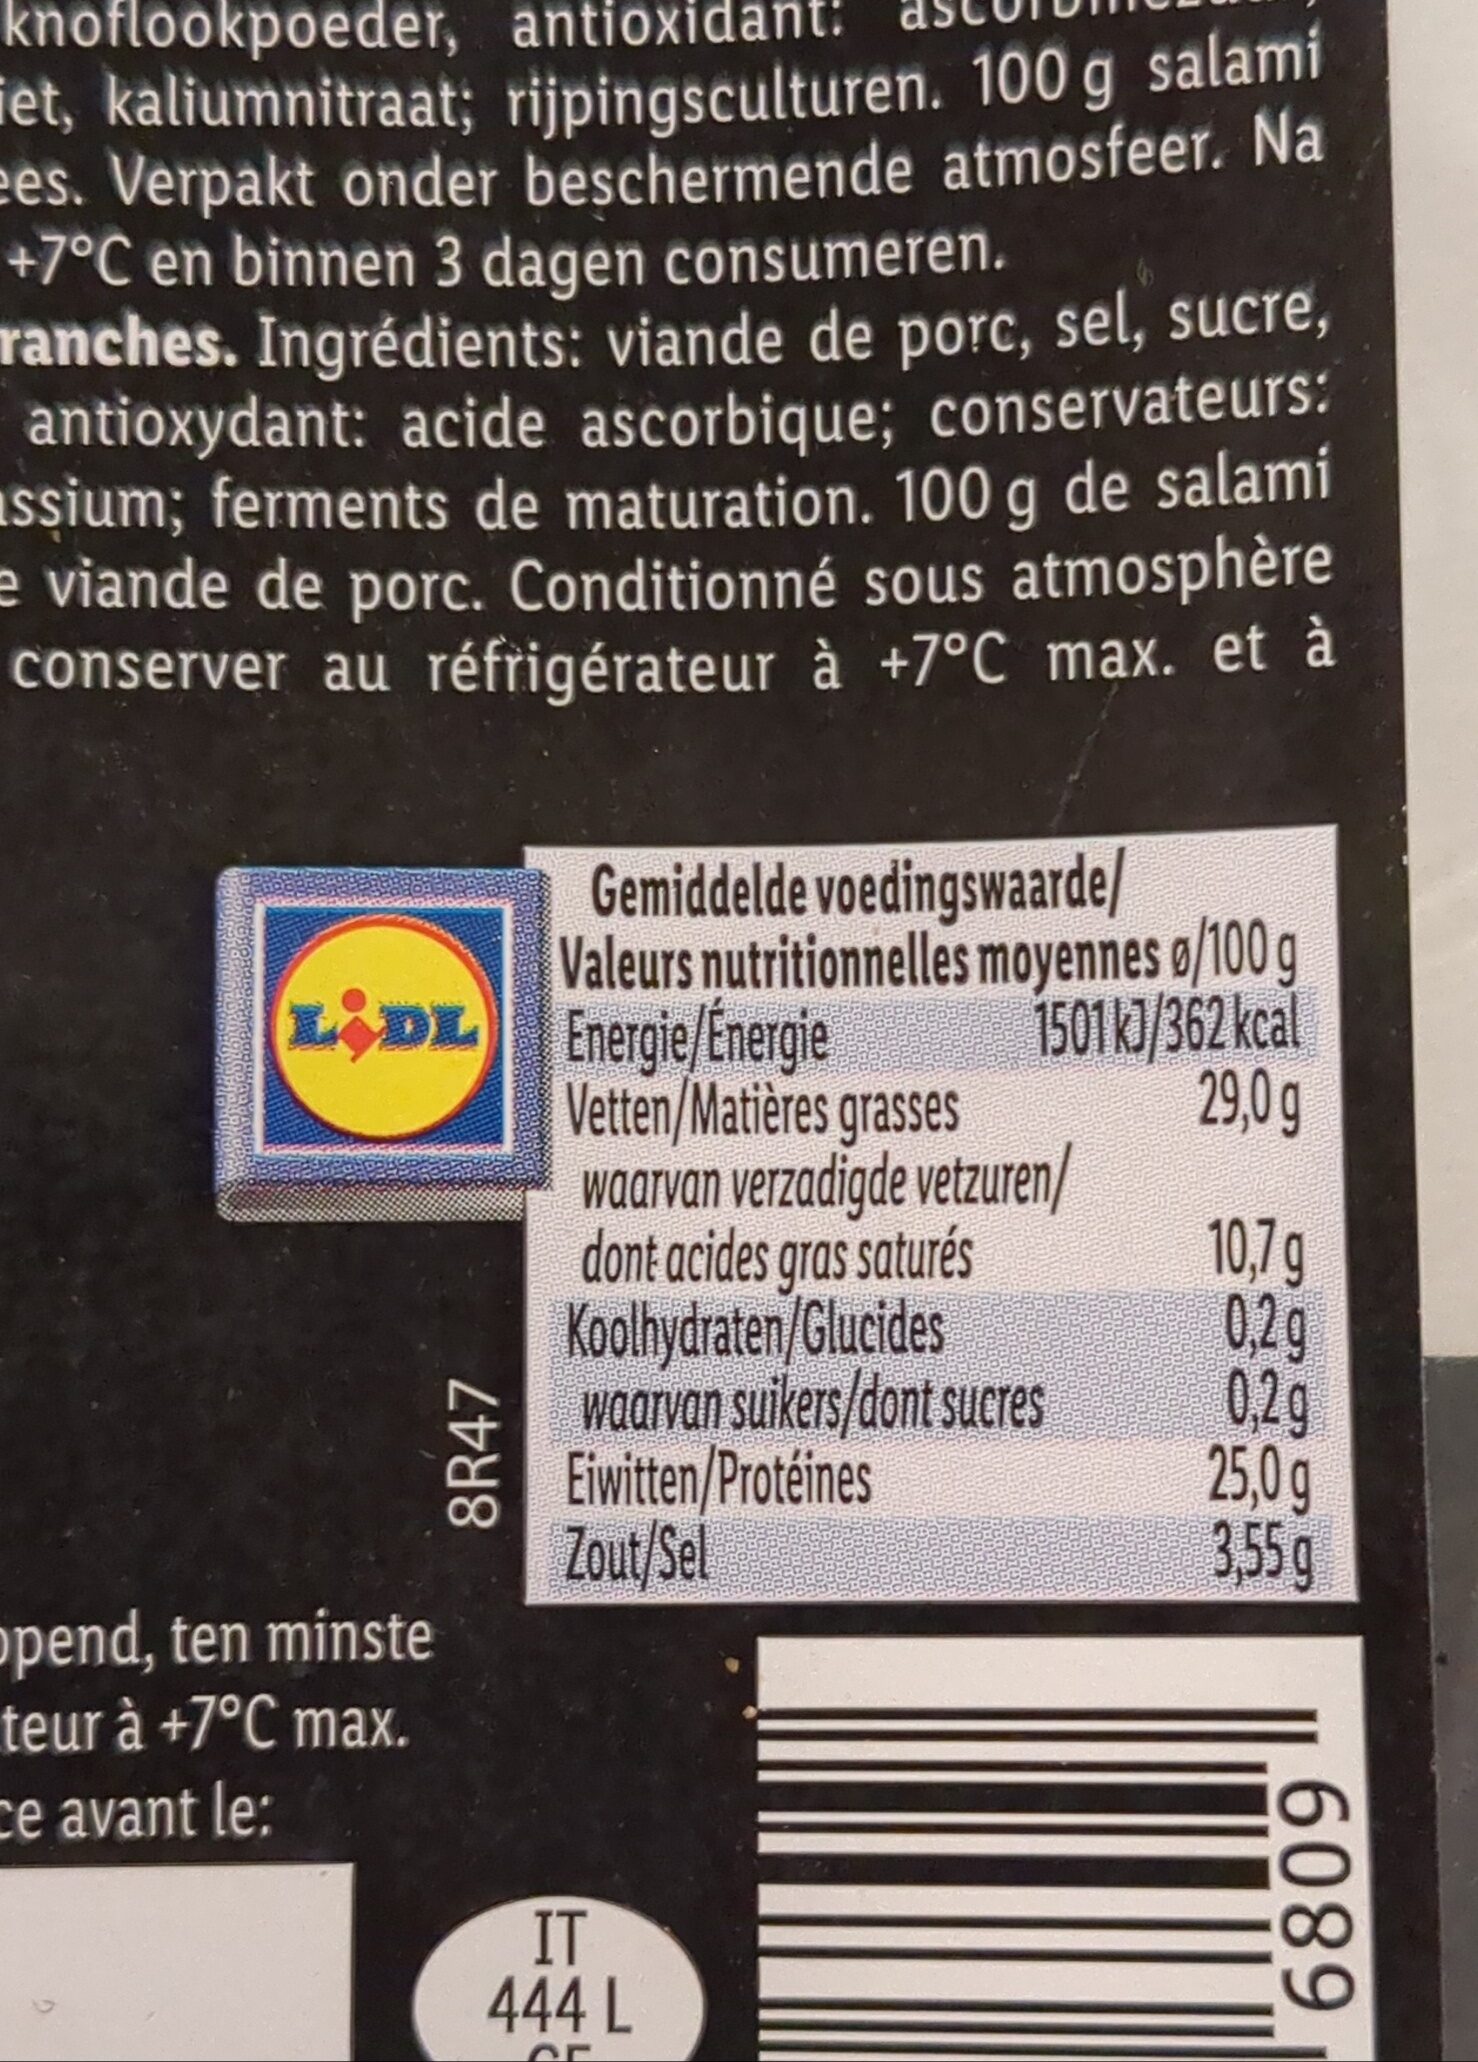 knoflookpoeder, antioxidant:
iet, kaliumnitraat; rijpingsculturen. 100 g salami
ees. Verpakt onder beschermende atmosfeer. Na
+7°C en binnen 3 dagen consumeren.
ranches. Ingrédients: viande de porc, sel, sucre,
antioxydant: acide ascorbique; conservateurs:
assium; ferments de maturation. 100 g de salami
e viande de porc. Conditionné sous atmosphère
conserver au réfrigérateur à +7°C max. et à
LIDL
Gemiddelde voedingswaarde/
Valeurs nutritionnelles moyennes ø/100 g
Energie/Énergie 1501 kJ/362 kcal
Vetten/Matières grasses 29,0 g
waarvan verzadigde vetzuren/
dont acides gras saturés 10,7 g
Koolhydraten/Glucides 0,2 g
waarvan suikers/dont sucres 0,2 g
Eiwitten/Protéines 25,0 g
Zout/Sel 3,55 g
8R47
opend, ten minste
teur à +7°C max.
ce avant le:
IT
444 L
CE
6809